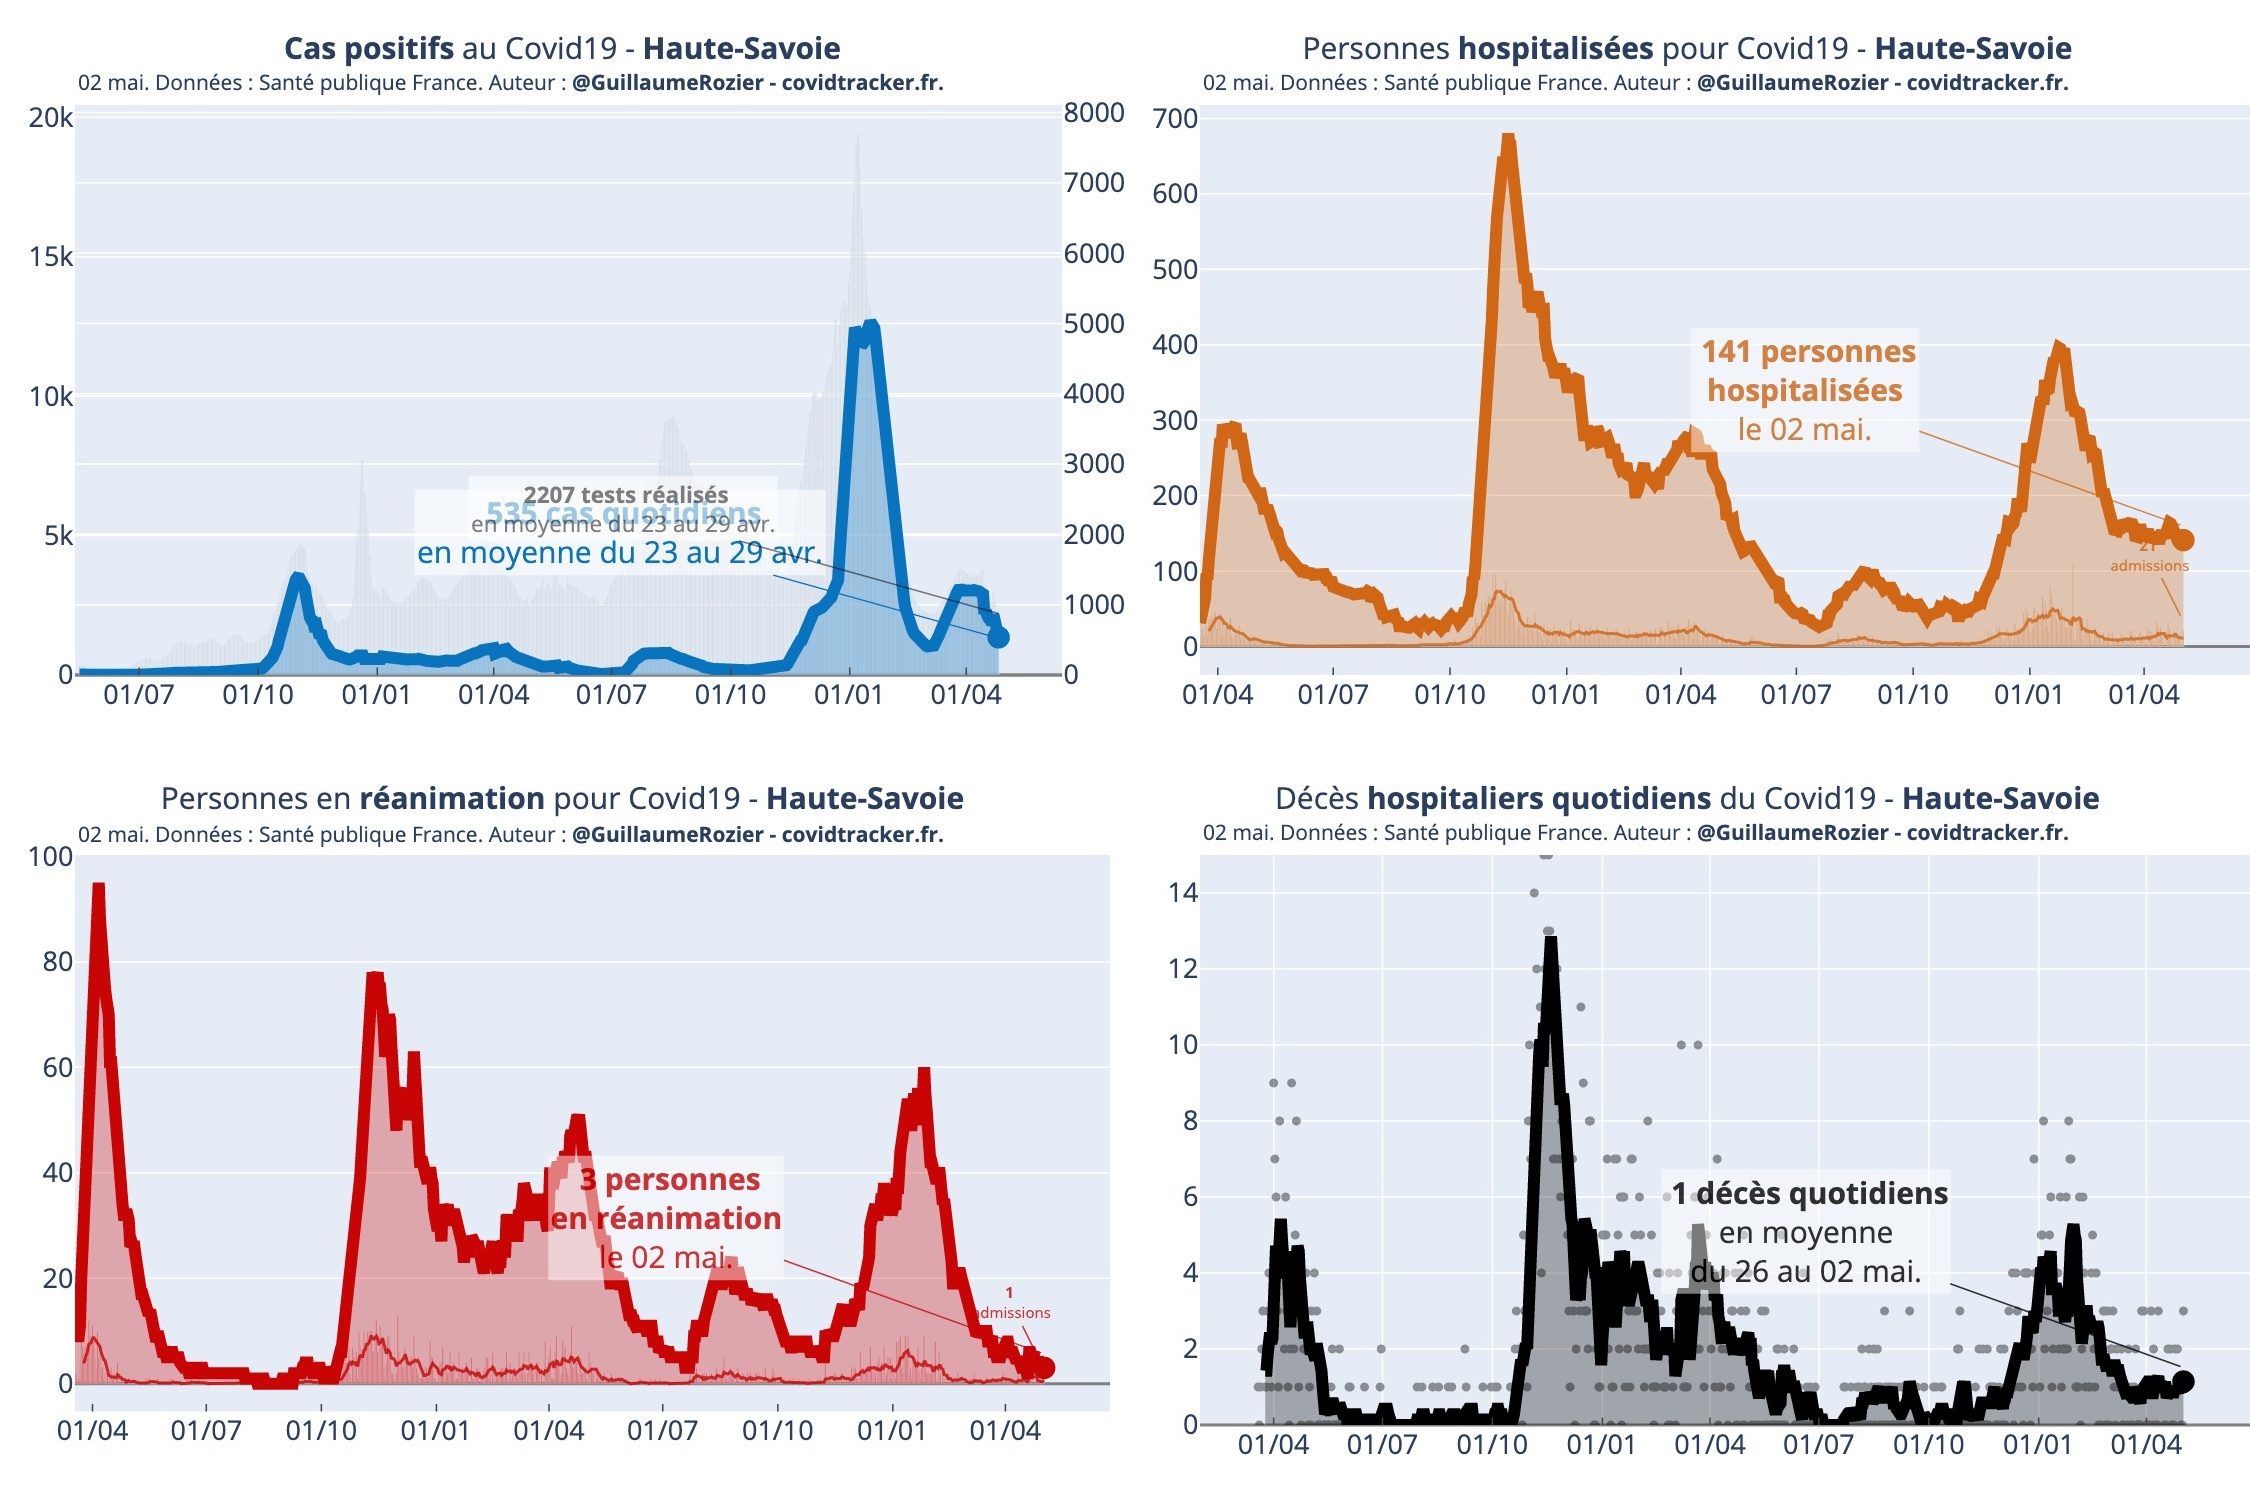 Cas positifs au Covid19 - Haute-Savoie
02 mai. Données : Santé publique France. Auteur : @GuillaumeRozier - covidtracker.fr.
20k
15k
10k
5k
0
8000
7000
6000
5000
4000
3000
2000
1000
0
2207 tests réalisés
en moyenne du 23 au 29 avr.
535 cas quotidiens
en moyenne du 23 au 29 avr.
01/07 01/10 01/01 01/04 01/07 01/10 01/01 01/04
Personnes hospitalisées pour Covid19 - Haute-Savoie
02 mai. Données : Santé publique France. Auteur : @GuillaumeRozier - covidtracker.fr.
700
600
500
400
300
200
100
0
141 personnes
hospitalisées
le 02 mai.
21
admissions
01/04 01/07 01/10 01/01 01/04 01/07 01/10 01/01 01/04
Personnes en réanimation pour Covid19 - Haute-Savoie
02 mai. Données : Santé publique France. Auteur : @GuillaumeRozier - covidtracker.fr.
100
80
60
40
20
0
3 personnes
en réanimation
le 02 mai.
1
admissions
01/04 01/07 01/10 01/01 01/04 01/07 01/10 01/01 01/04
Décès hospitaliers quotidiens du Covid19 - Haute-Savoie
02 mai. Données : Santé publique France. Auteur : @GuillaumeRozier - covidtracker.fr.
14
12
10
8
6
4
2
0
1 décès quotidiens
en moyenne
du 26 au 02 mai.
01/04 01/07 01/10 01/01 01/04 01/07 01/10 01/01 01/04